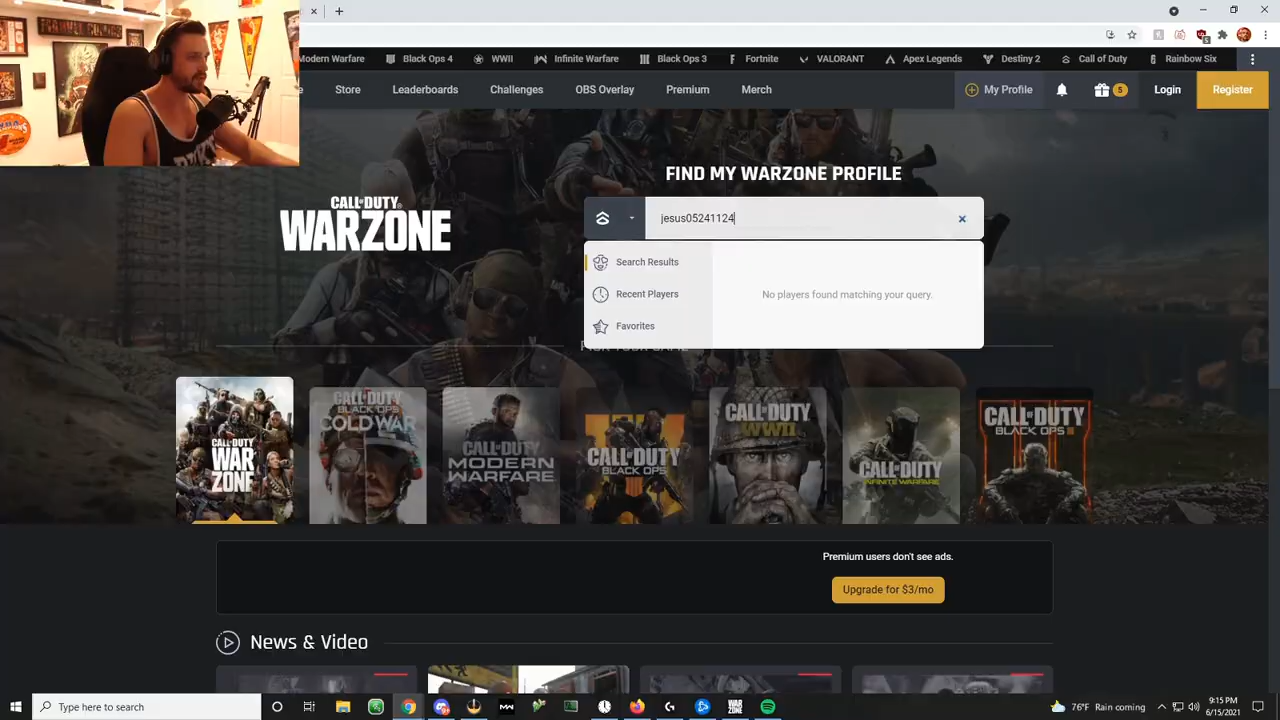 Modern Warfare Black Ops 4 WWII Infinite Warfare Black Ops 3 Fortnite VALORANT Apex Legends Destiny 2 Call of Duty Rainbow Six
Store Leaderboards Challenges OBS Overlay Premium Merch My Profile 5 Login Register
FIND MY WARZONE PROFILE
CALL OF DUTY
WARZONE
jesus05241124
Search Results
Recent Players
Favorites
No players found matching your query.
CALL OF DUTY
WAR
ZONE
CALL OF DUTY
BLACK OPS
COLD WAR
CALL OF DUTY
MODERN
WARFARE
CALL OF DUTY
BLACK OPS
CALL OF DUTY
WWII
CALL OF DUTY
INFINITE WARFARE
CALL OF DUTY
BLACK OPS III
Premium users don't see ads.
Upgrade for $3/mo
News & Video
Type here to search
76°F Rain coming
9:15 PM
6/15/2021